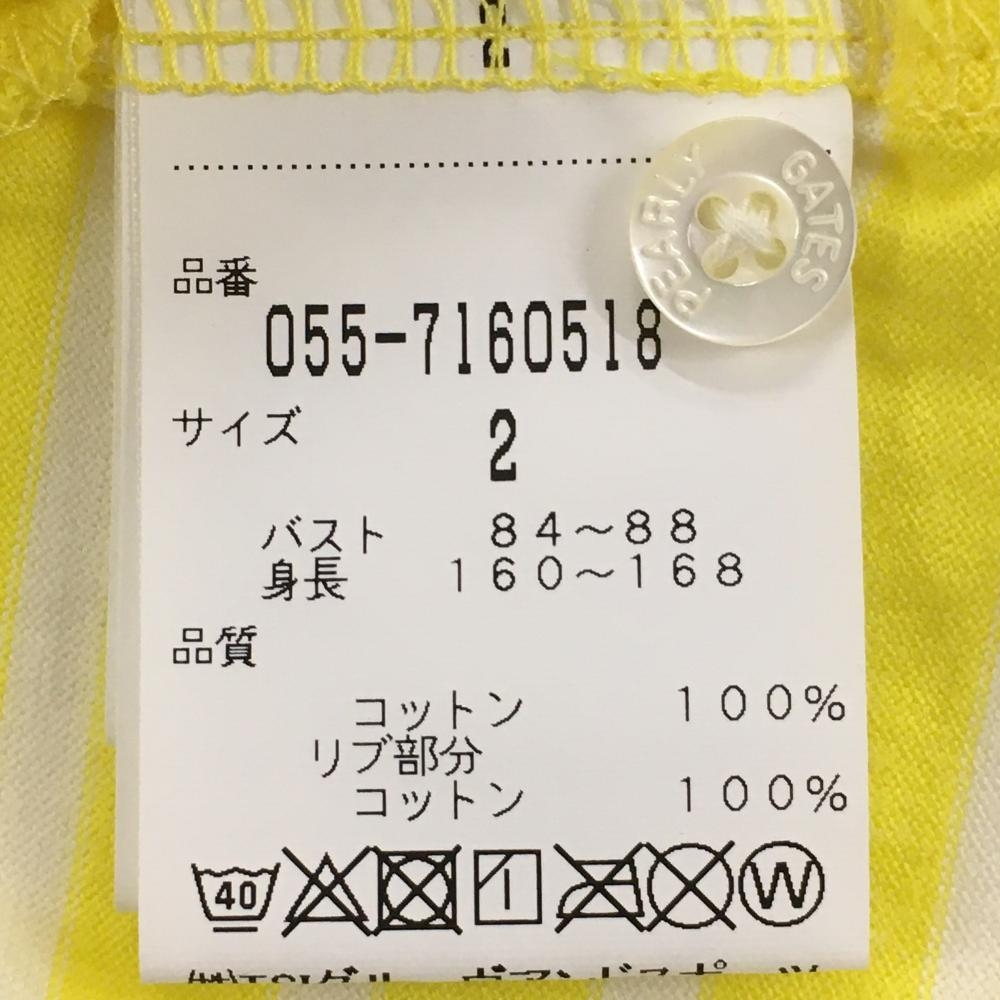 PEARLY GATES
品番
055-7160518
サイズ
2
バスト 84～88
身長 160～168
品質
コットン 100%
リブ部分
コットン 100%
40
W